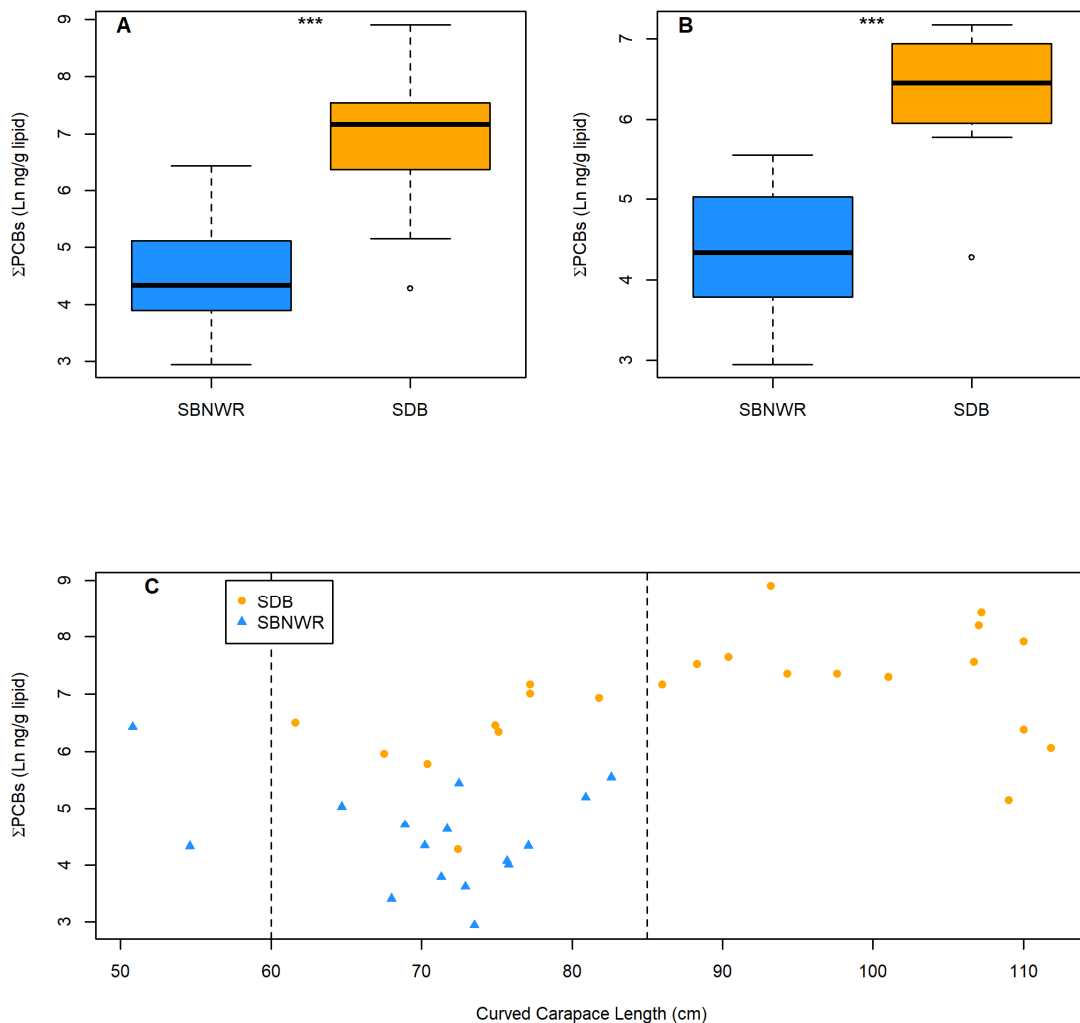 A
***
ΣPCBs (Ln ng/g lipid)
9
8
7
6
5
4
3
SBNWR
SDB
B
***
ΣPCBs (Ln ng/g lipid)
7
6
5
4
3
SBNWR
SDB
C
SDB
SBNWR
ΣPCBs (Ln ng/g lipid)
9
8
7
6
5
4
3
50 60 70 80 90 100 110
Curved Carapace Length (cm)